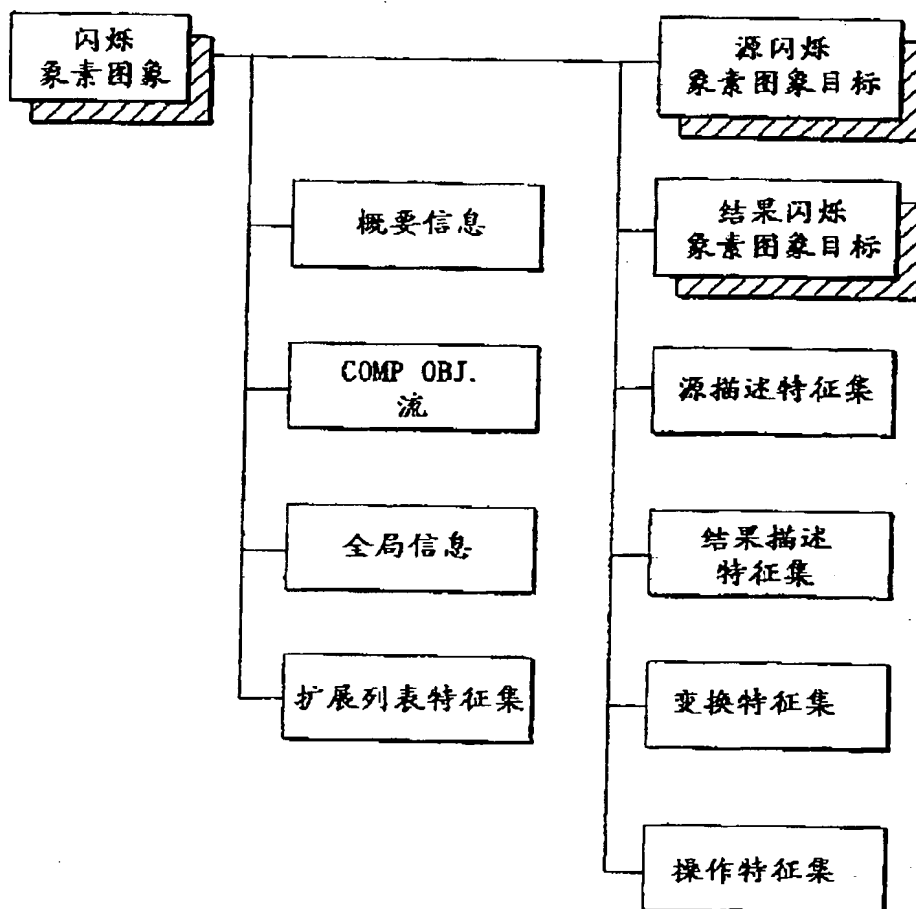 闪烁
象素图象
源闪烁
象素图象目标
概要信息
结果闪烁
象素图象目标
COMP OBJ.
流
源描述特征集
全局信息
结果描述
特征集
扩展列表特征集
变换特征集
操作特征集